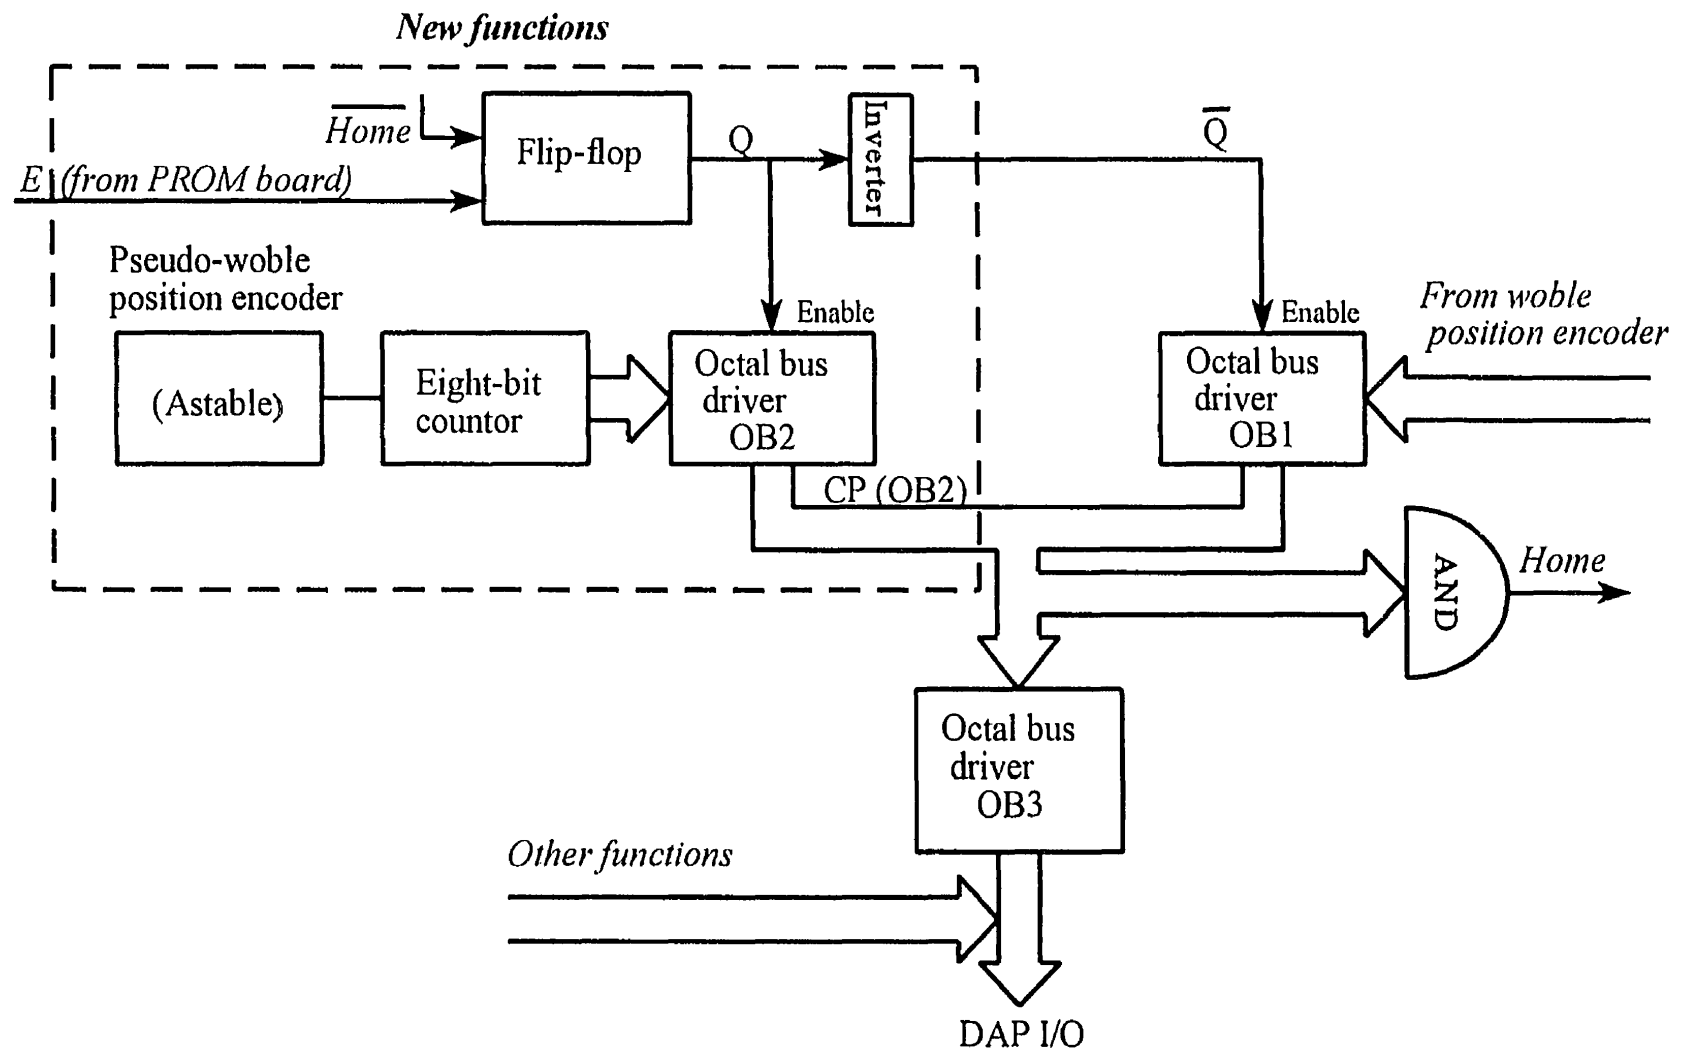 New functions
Home
Flip-flop
Q
Inverter
Q
E (from PROM board)
Pseudo-woble
position encoder
Enable
Enable
From woble
position encoder
(Astable)
Eight-bit
countor
Octal bus
driver
OB2
Octal bus
driver
OB1
CP (OB2)
AND
Home
Octal bus
driver
OB3
Other functions
DAP I/O